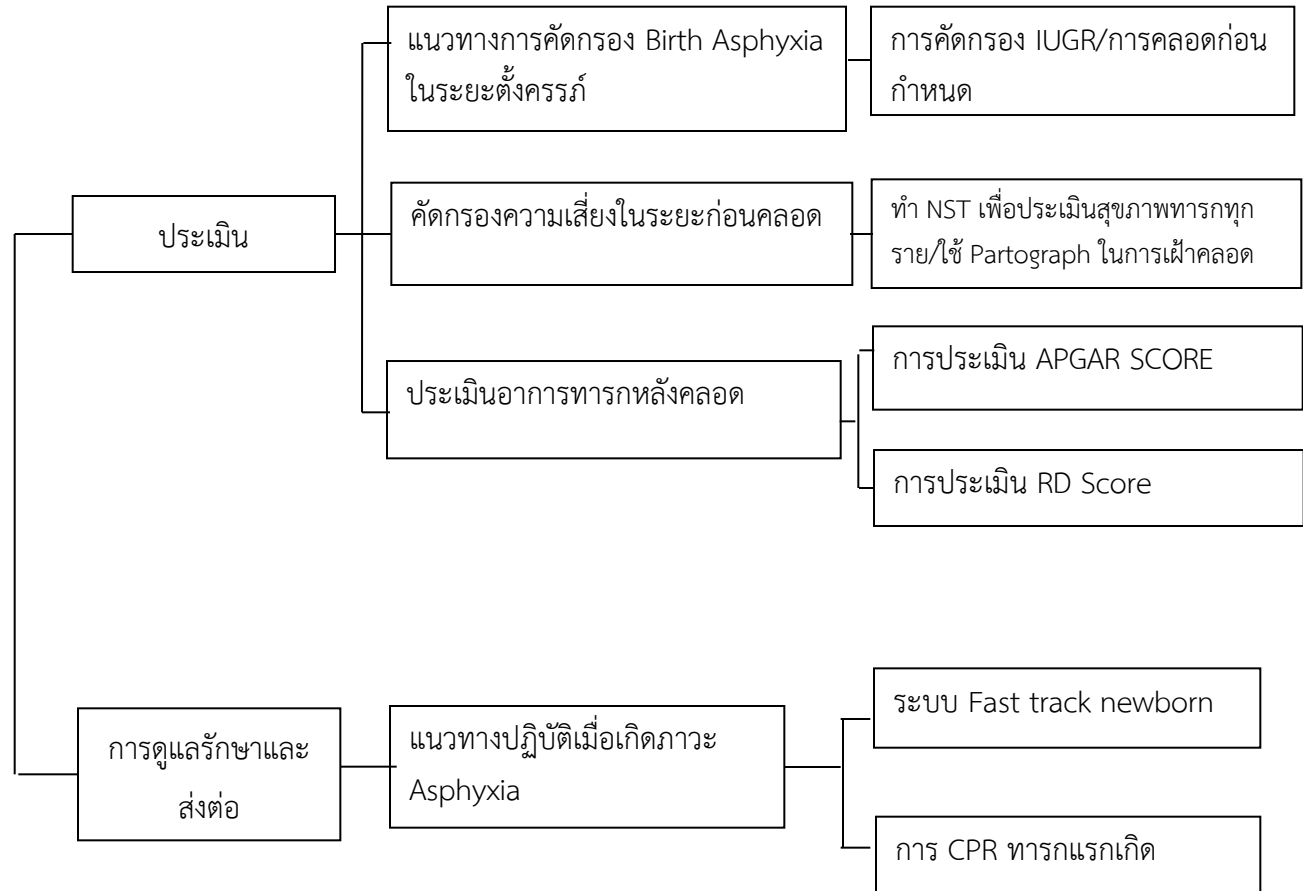 แนวทางการคัดกรอง Birth Asphyxia
ในระยะตั้งครรภ์
การคัดกรอง IUGR/การคลอดก่อน
กำหนด
ประเมิน
คัดกรองความเสี่ยงในระยะก่อนคลอด
ทำ NST เพื่อประเมินสุขภาพทารกทุก
ราย/ใช้ Partograph ในการเฝ้าคลอด
ประเมินอาการทารกหลังคลอด
การประเมิน APGAR SCORE
การประเมิน RD Score
การดูแลรักษาและ
ส่งต่อ
แนวทางปฏิบัติเมื่อเกิดภาวะ
Asphyxia
ระบบ Fast track newborn
การ CPR ทารกแรกเกิด